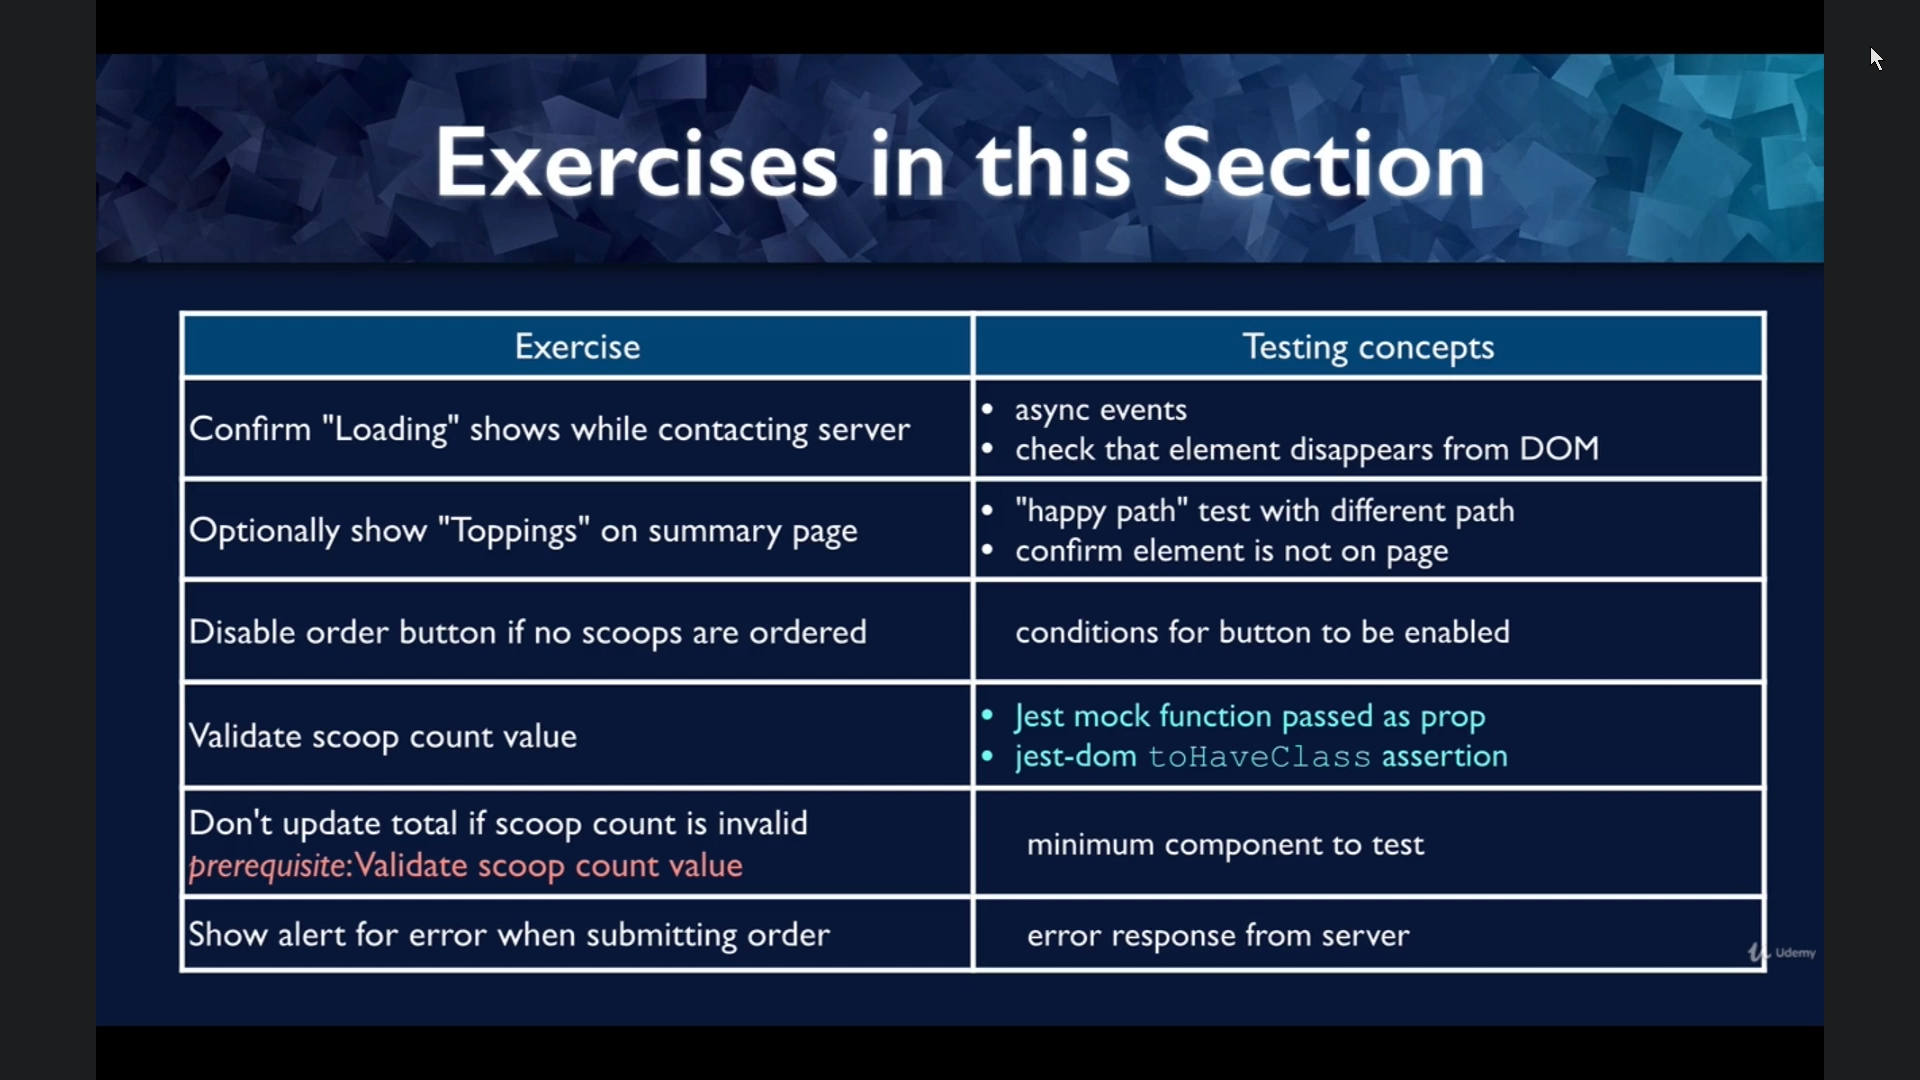 Exercises in this Section
Exercise
Testing concepts
Confirm "Loading" shows while contacting server
• async events
• check that element disappears from DOM
Optionally show "Toppings" on summary page
• "happy path" test with different path
• confirm element is not on page
Disable order button if no scoops are ordered
conditions for button to be enabled
Validate scoop count value
• Jest mock function passed as prop
• jest-dom toHaveClass assertion
Don't update total if scoop count is invalid
prerequisite: Validate scoop count value
minimum component to test
Show alert for error when submitting order
error response from server
Udemy